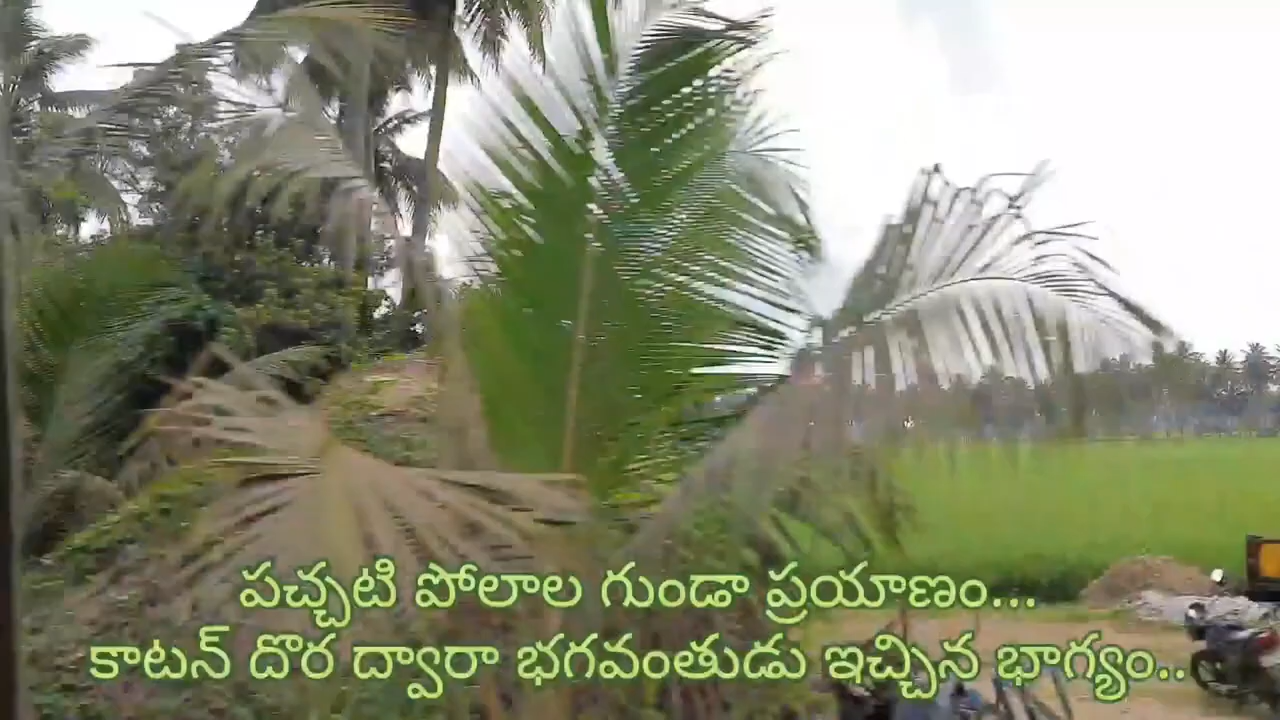 పచ్చటి పోలాల గుండా ప్రయాణం...
కాటన్ దొర ద్వారా భగవంతుడు ఇచ్చిన భాగ్యం..